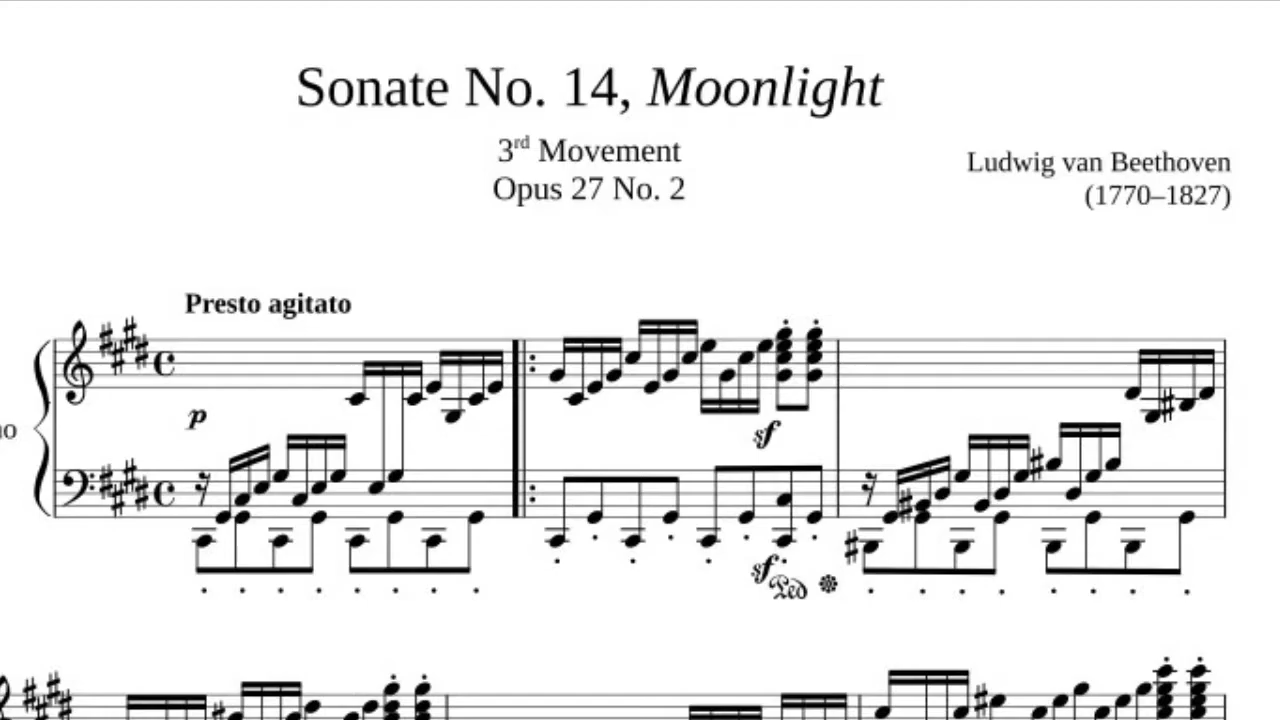 Sonate No. 14, Moonlight
3rd Movement
Opus 27 No. 2
Ludwig van Beethoven
(1770–1827)
Presto agitato
p
sf
sf
Ped